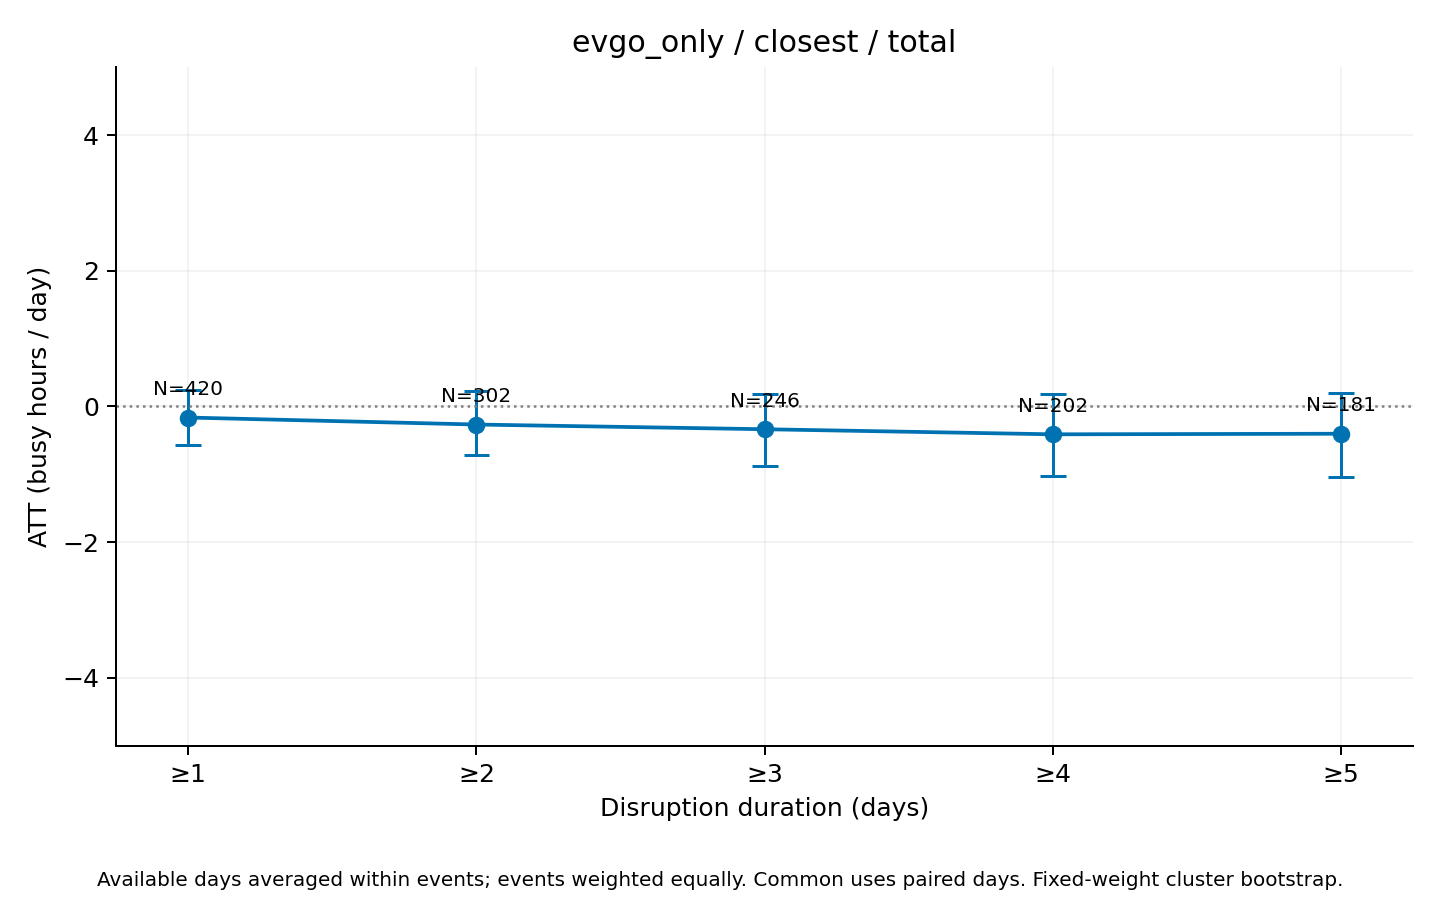 evgo_only / closest / total
ATT (busy hours / day)
4
2
0
−2
−4
N=420
N=302
N=246
N=202
N=181
≥1
≥2
≥3
≥4
≥5
Disruption duration (days)
Available days averaged within events; events weighted equally. Common uses paired days. Fixed-weight cluster bootstrap.